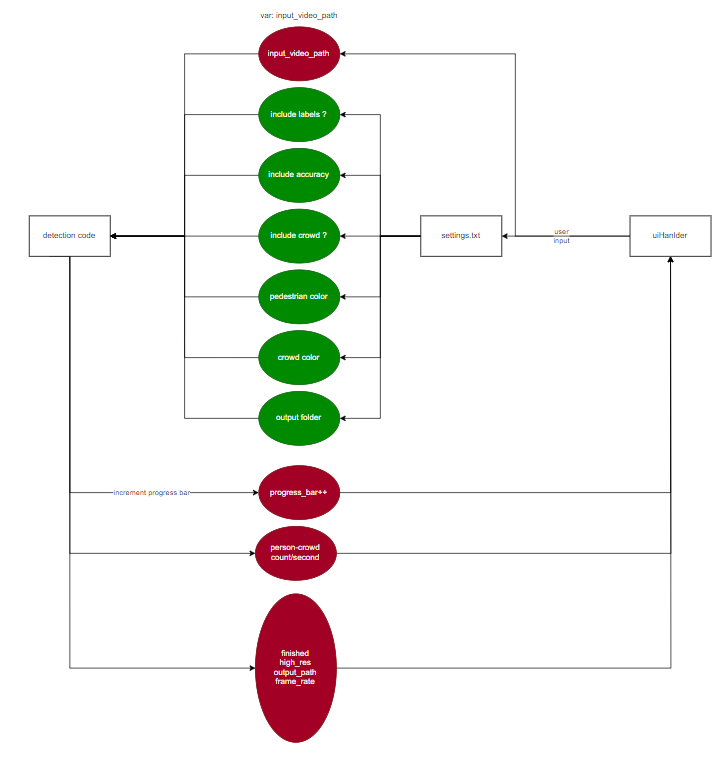 var: input_video_path
input_video_path
include labels ?
include accuracy
include crowd ?
detection code
settings.txt
user
input
uiHanlder
pedestrian color
crowd color
output folder
increment progress bar
progress_bar++
person-crowd
count/second
finished
high_res
output_path
frame_rate